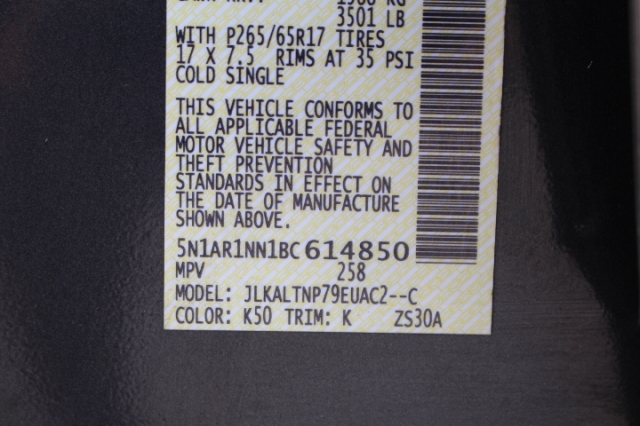 3501 LB
WITH P265/65R17 TIRES
17 X 7.5 RIMS AT 35 PSI
COLD SINGLE
THIS VEHICLE CONFORMS TO
ALL APPLICABLE FEDERAL
MOTOR VEHICLE SAFETY AND
THEFT PREVENTION
STANDARDS IN EFFECT ON
THE DATE OF MANUFACTURE
SHOWN ABOVE.
5N1AR1NN1BC614850
MPV 258
MODEL: JLKALTNP79EUAC2--C
COLOR: K50 TRIM: K ZS30A